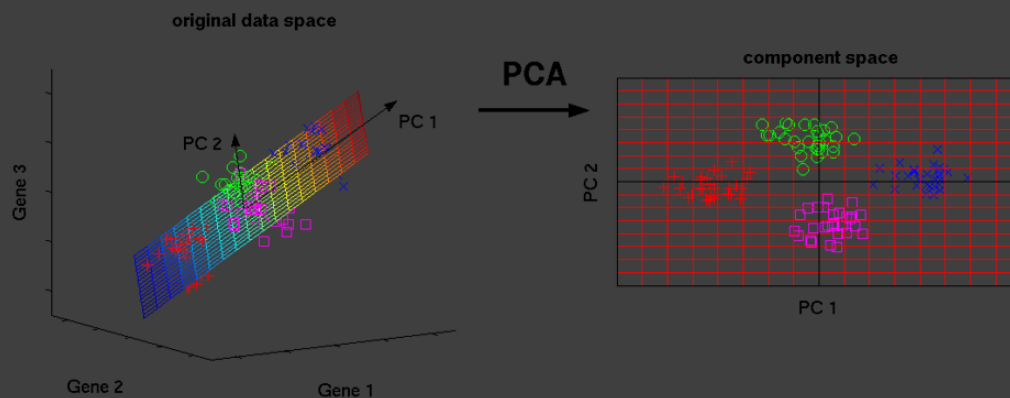 original data space
PCA
component space
PC 1
PC 2
Gene 3
PC 2
Gene 2
Gene 1
PC 1